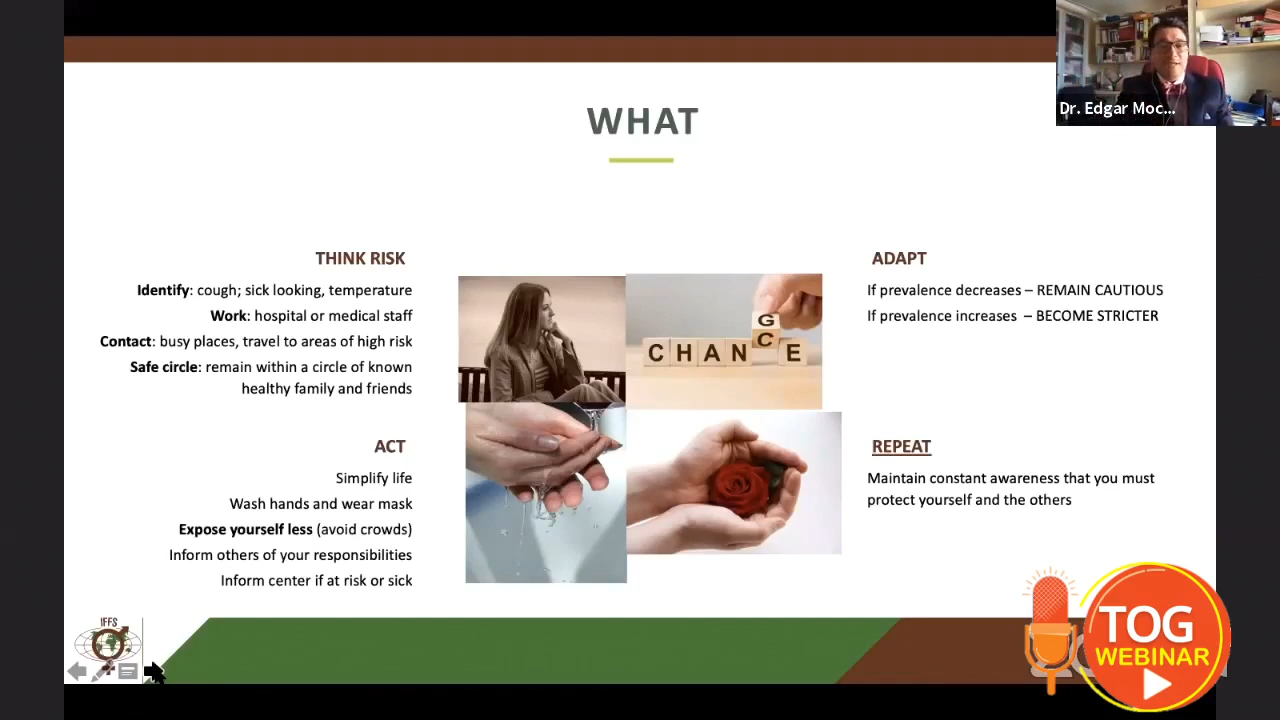 Dr. Edgar Moc...
WHAT
THINK RISK
Identify: cough; sick looking, temperature
Work: hospital or medical staff
Contact: busy places, travel to areas of high risk
Safe circle: remain within a circle of known
healthy family and friends
ADAPT
If prevalence decreases – REMAIN CAUTIOUS
If prevalence increases – BECOME STRICTER
G
CHANCE
ACT
Simplify life
Wash hands and wear mask
Expose yourself less (avoid crowds)
Inform others of your responsibilities
Inform center if at risk or sick
REPEAT
Maintain constant awareness that you must
protect yourself and the others
IFFS
TOG
WEBINAR